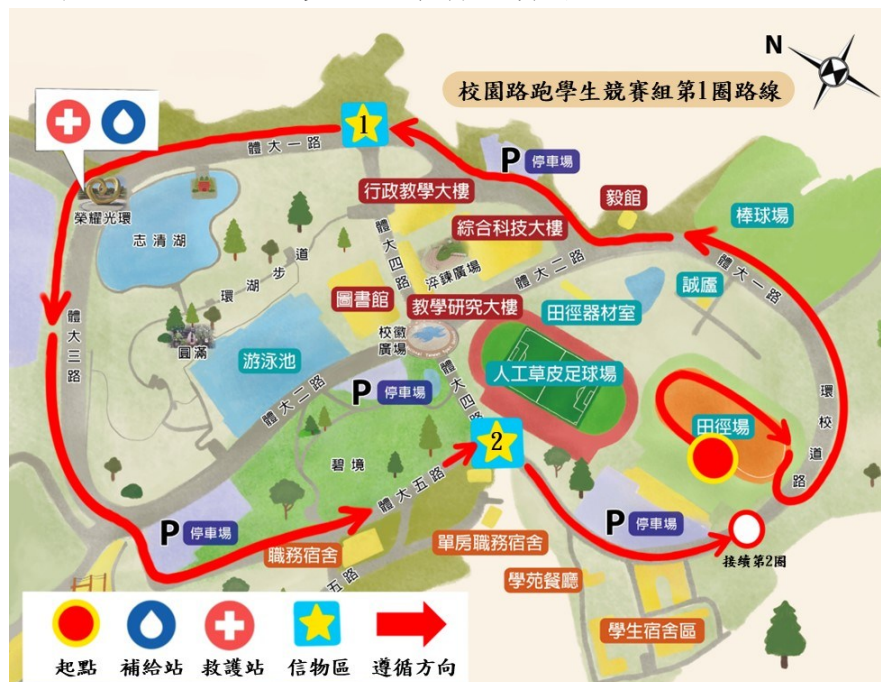 N
校園路跑學生競賽組第1圈路線
1
體大一路
P 停車場
行政教學大樓
毅館
棒球場
榮耀光環
志清湖
綜合科技大樓
體大四路
淬鍊廣場
體大二路
體大一路
誠廬
環湖步道
圖書館
教學研究大樓
田徑器材室
校徽廣場
圓滿
游泳池
體大三路
人工草皮足球場
P 停車場
體大二路
體大四路
田徑場
環校道路
2
碧境
體大五路
P 停車場
職務宿舍
單房職務宿舍
P 停車場
接續第2圈
學苑餐廳
五路
學生宿舍區
起點
補給站
救護站
信物區
遵循方向